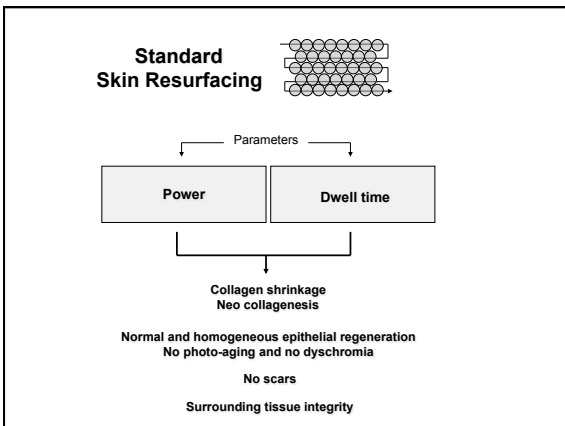 Standard
Skin Resurfacing
Parameters
Power
Dwell time
Collagen shrinkage
Neo collagenesis
Normal and homogeneous epithelial regeneration
No photo-aging and no dyschromia
No scars
Surrounding tissue integrity